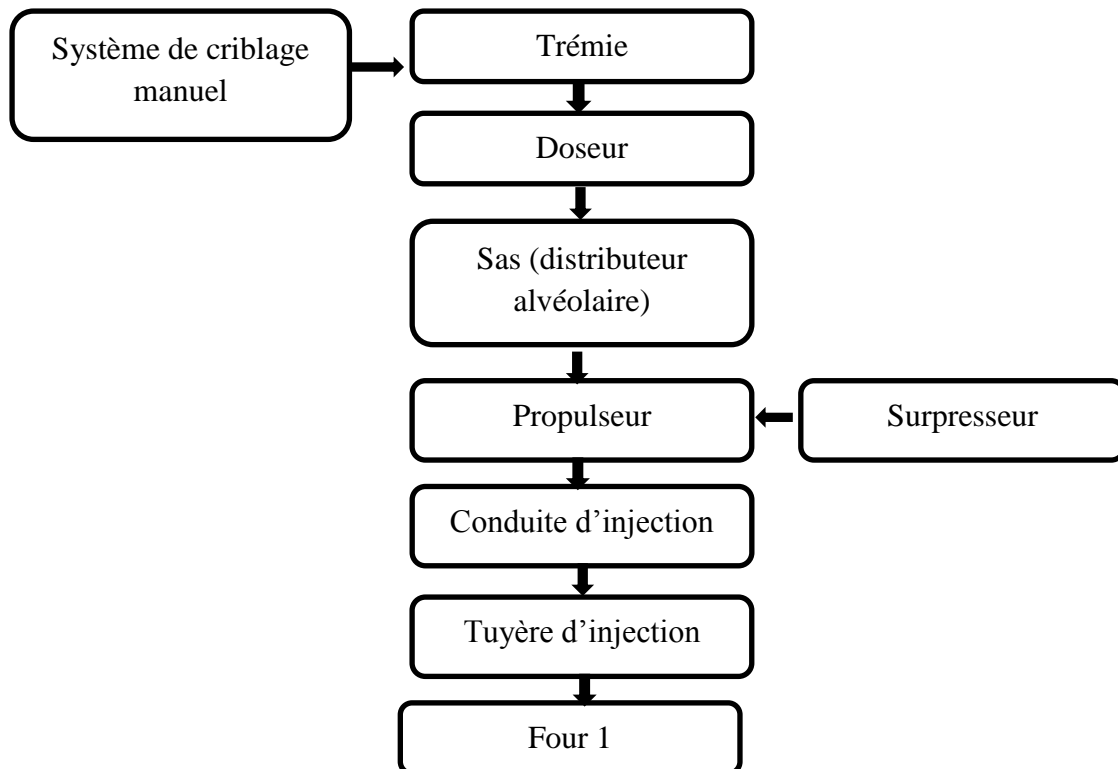 Système de criblage
manuel
Trémie
Doseur
Sas (distributeur
alvéolaire)
Propulseur
Surpresseur
Conduite d’injection
Tuyère d’injection
Four 1